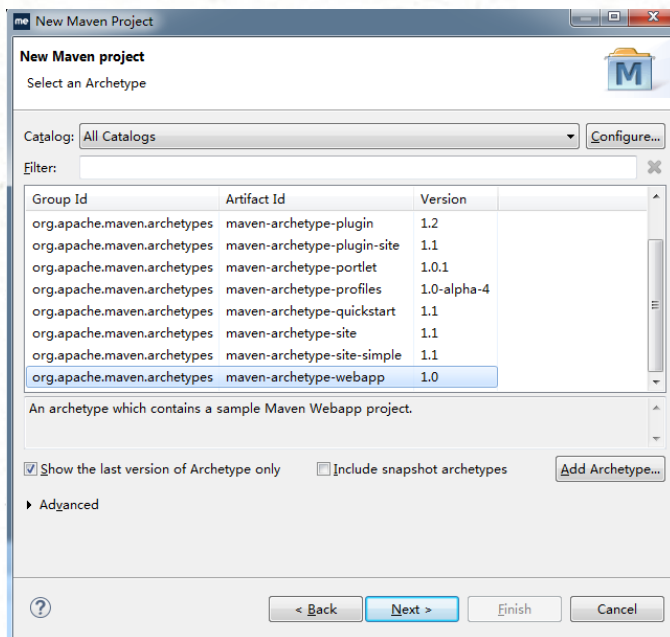 me New Maven Project
New Maven project
Select an Archetype
M
Catalog: All Catalogs Configure...
Filter:
Group Id Artifact Id Version
org.apache.maven.archetypes maven-archetype-plugin 1.2
org.apache.maven.archetypes maven-archetype-plugin-site 1.1
org.apache.maven.archetypes maven-archetype-portlet 1.0.1
org.apache.maven.archetypes maven-archetype-profiles 1.0-alpha-4
org.apache.maven.archetypes maven-archetype-quickstart 1.1
org.apache.maven.archetypes maven-archetype-site 1.1
org.apache.maven.archetypes maven-archetype-site-simple 1.1
org.apache.maven.archetypes maven-archetype-webapp 1.0
An archetype which contains a sample Maven Webapp project.
Show the last version of Archetype only Include snapshot archetypes Add Archetype...
Advanced
? < Back Next > Finish Cancel